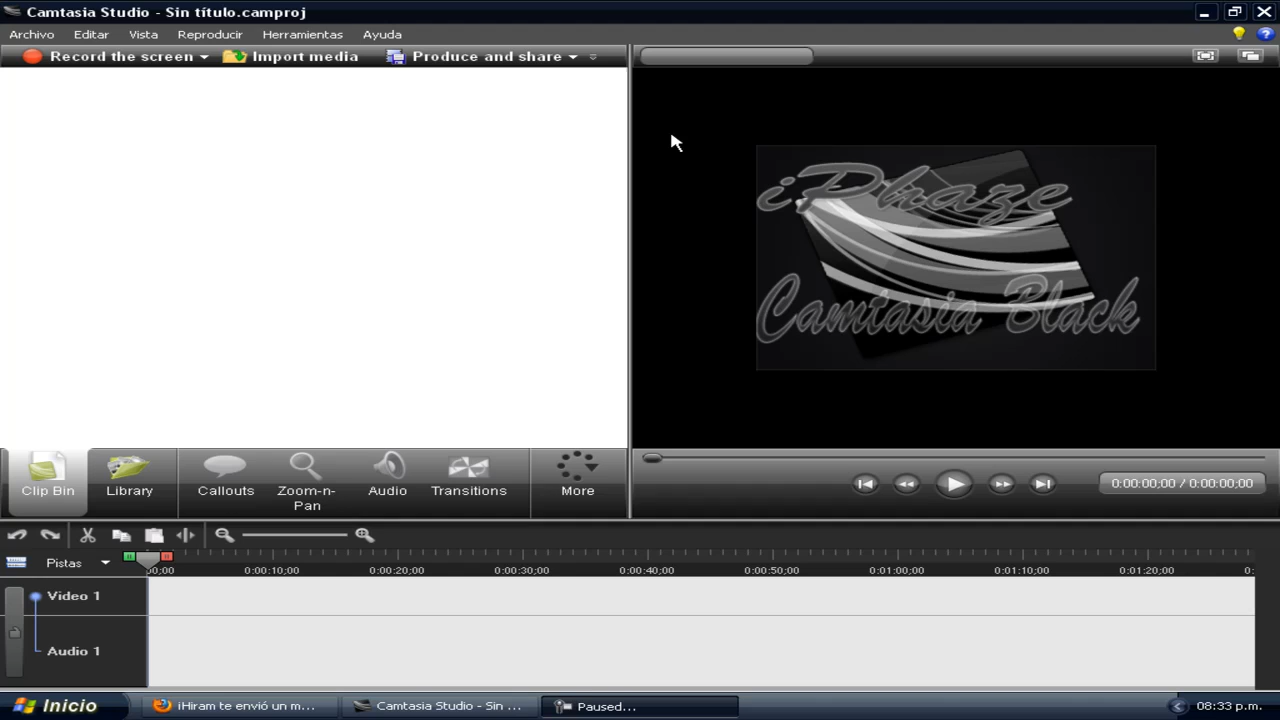 Camtasia Studio - Sin título.camproj
Archivo Editar Vista Reproducir Herramientas Ayuda
Record the screen Import media Produce and share
iPhaze
Camtasia Black
Clip Bin Library Callouts Zoom-n-Pan Audio Transitions More
0:00:00;00 / 0:00:00;00
Pistas
00;00 0:00:10;00 0:00:20;00 0:00:30;00 0:00:40;00 0:00:50;00 0:01:00;00 0:01:10;00 0:01:20;00 0:
Video 1
Audio 1
Inicio iHiram te envió un m... Camtasia Studio - Sin ... Paused... 08:33 p.m.